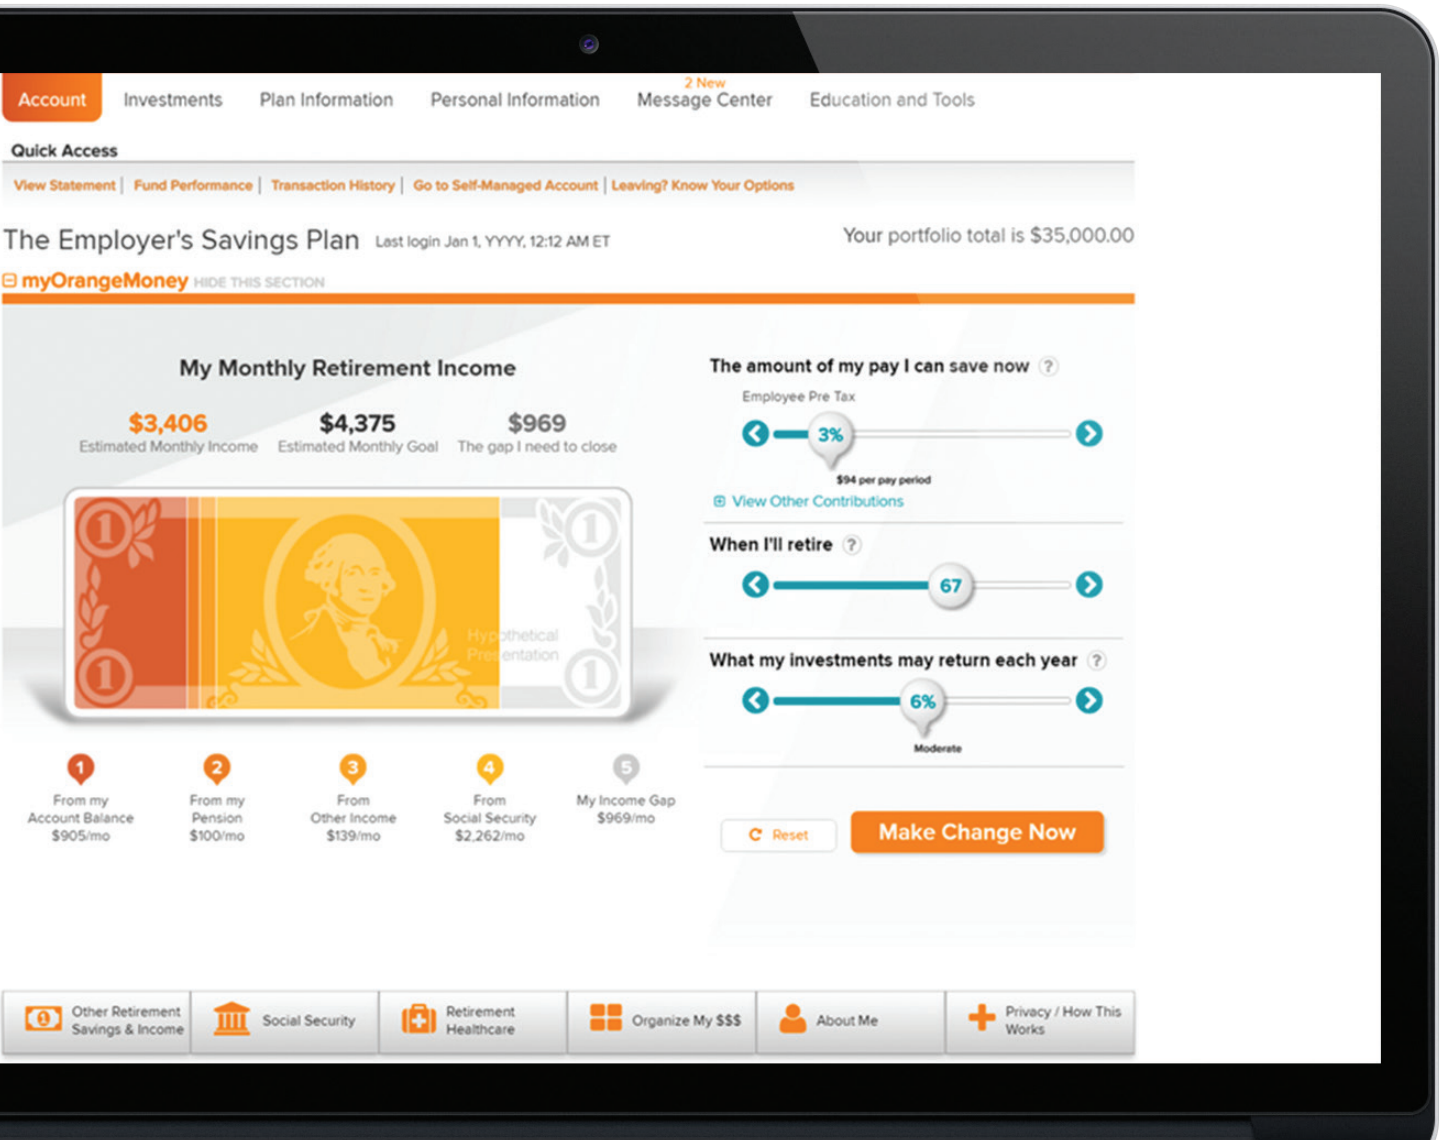 2 New
Account Investments Plan Information Personal Information Message Center Education and Tools
Quick Access
View Statement | Fund Performance | Transaction History | Go to Self-Managed Account | Leaving? Know Your Options
The Employer's Savings Plan Last login Jan 1, YYYY, 12:12 AM ET Your portfolio total is $35,000.00
myOrangeMoney HIDE THIS SECTION
My Monthly Retirement Income
$3,406 $4,375 $969
Estimated Monthly Income Estimated Monthly Goal The gap I need to close
1 1
Hypothetical
Presentation
1 1
1 2 3 4 5
From my
Account Balance
$905/mo
From my
Pension
$100/mo
From
Other Income
$139/mo
From
Social Security
$2,262/mo
My Income Gap
$969/mo
The amount of my pay I can save now ?
Employee Pre Tax
3%
$94 per pay period
View Other Contributions
When I'll retire ?
67
What my investments may return each year ?
6%
Moderate
Reset Make Change Now
1
Other Retirement
Savings & Income
Social Security
Retirement
Healthcare
Organize My $$$
About Me
Privacy / How This
Works